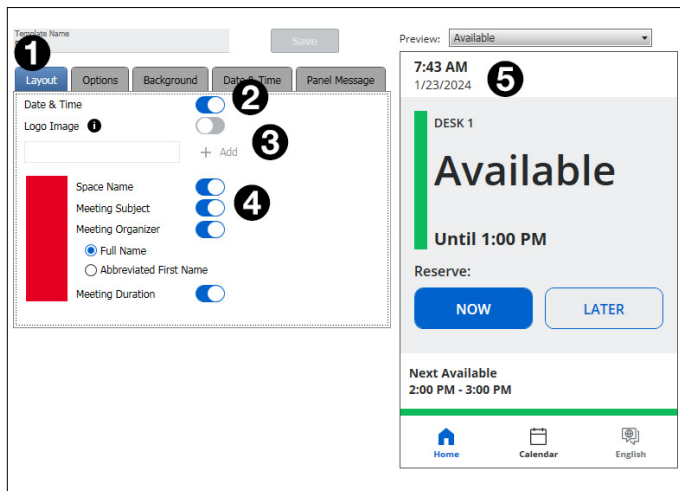 Template Name
Save
1
Layout
Options
Background
Date & Time
Panel Message
Date & Time
2
Logo Image i
+ Add
3
Space Name
Meeting Subject
4
Meeting Organizer
Full Name
Abbreviated First Name
Meeting Duration
Preview: Available
7:43 AM
1/23/2024
5
DESK 1
Available
Until 1:00 PM
Reserve:
NOW
LATER
Next Available
2:00 PM - 3:00 PM
Home
Calendar
English